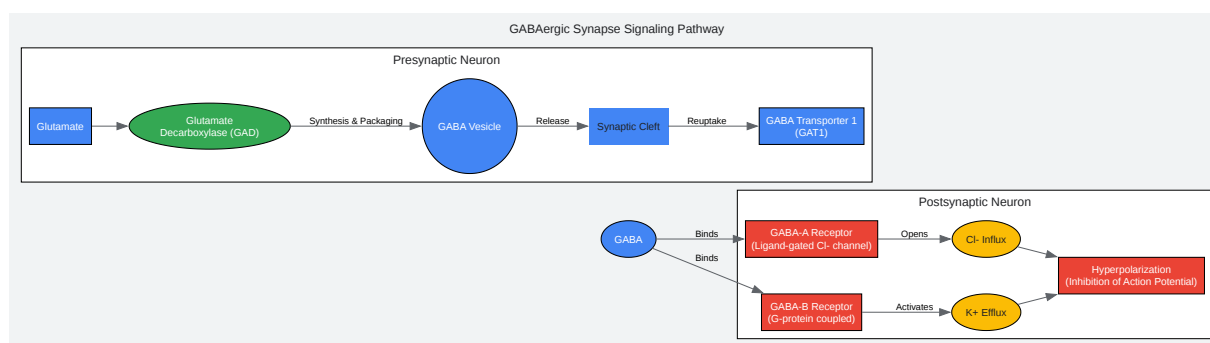 GABAergic Synapse Signaling Pathway
Presynaptic Neuron
Glutamate
Glutamate
Decarboxylase (GAD)
Synthesis & Packaging
GABA Vesicle
Release
Synaptic Cleft
Reuptake
GABA Transporter 1
(GAT1)
Postsynaptic Neuron
GABA
Binds
Binds
GABA-A Receptor
(Ligand-gated Cl- channel)
Opens
Cl- Influx
GABA-B Receptor
(G-protein coupled)
Activates
K+ Efflux
Hyperpolarization
(Inhibition of Action Potential)